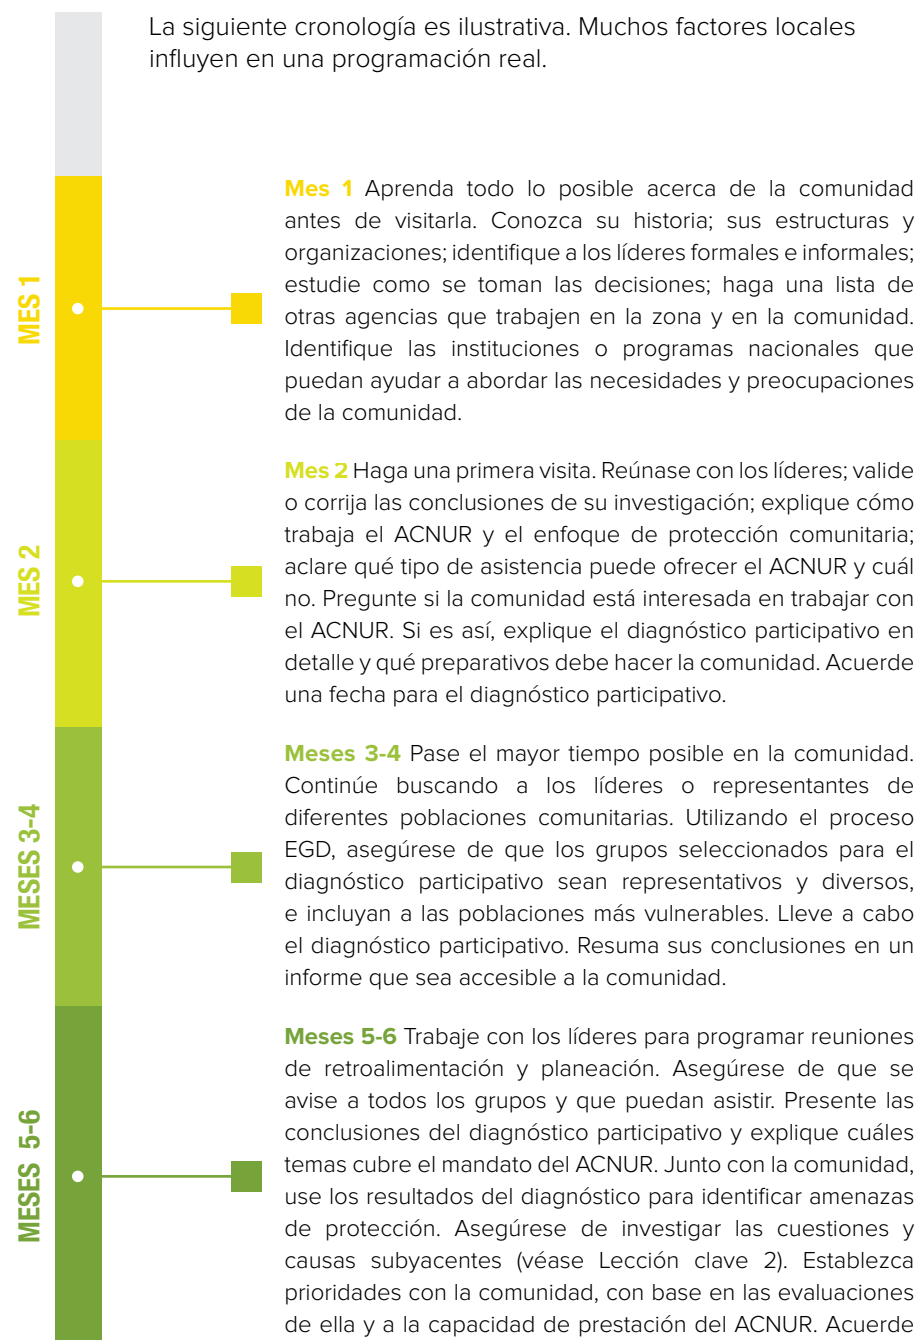 La siguiente cronología es ilustrativa. Muchos factores locales
influyen en una programación real.
MES 1
Mes 1 Aprenda todo lo posible acerca de la comunidad
antes de visitarla. Conozca su historia; sus estructuras y
organizaciones; identifique a los líderes formales e informales;
estudie como se toman las decisiones; haga una lista de
otras agencias que trabajen en la zona y en la comunidad.
Identifique las instituciones o programas nacionales que
puedan ayudar a abordar las necesidades y preocupaciones
de la comunidad.
MES 2
Mes 2 Haga una primera visita. Reúnase con los líderes; valide
o corrija las conclusiones de su investigación; explique cómo
trabaja el ACNUR y el enfoque de protección comunitaria;
aclare qué tipo de asistencia puede ofrecer el ACNUR y cuál
no. Pregunte si la comunidad está interesada en trabajar con
el ACNUR. Si es así, explique el diagnóstico participativo en
detalle y qué preparativos debe hacer la comunidad. Acuerde
una fecha para el diagnóstico participativo.
MESES 3-4
Meses 3-4 Pase el mayor tiempo posible en la comunidad.
Continúe buscando a los líderes o representantes de
diferentes poblaciones comunitarias. Utilizando el proceso
EGD, asegúrese de que los grupos seleccionados para el
diagnóstico participativo sean representativos y diversos,
e incluyan a las poblaciones más vulnerables. Lleve a cabo
el diagnóstico participativo. Resuma sus conclusiones en un
informe que sea accesible a la comunidad.
MESES 5-6
Meses 5-6 Trabaje con los líderes para programar reuniones
de retroalimentación y planeación. Asegúrese de que se
avise a todos los grupos y que puedan asistir. Presente las
conclusiones del diagnóstico participativo y explique cuáles
temas cubre el mandato del ACNUR. Junto con la comunidad,
use los resultados del diagnóstico para identificar amenazas
de protección. Asegúrese de investigar las cuestiones y
causas subyacentes (véase Lección clave 2). Establezca
prioridades con la comunidad, con base en las evaluaciones
de ella y a la capacidad de prestación del ACNUR. Acuerde